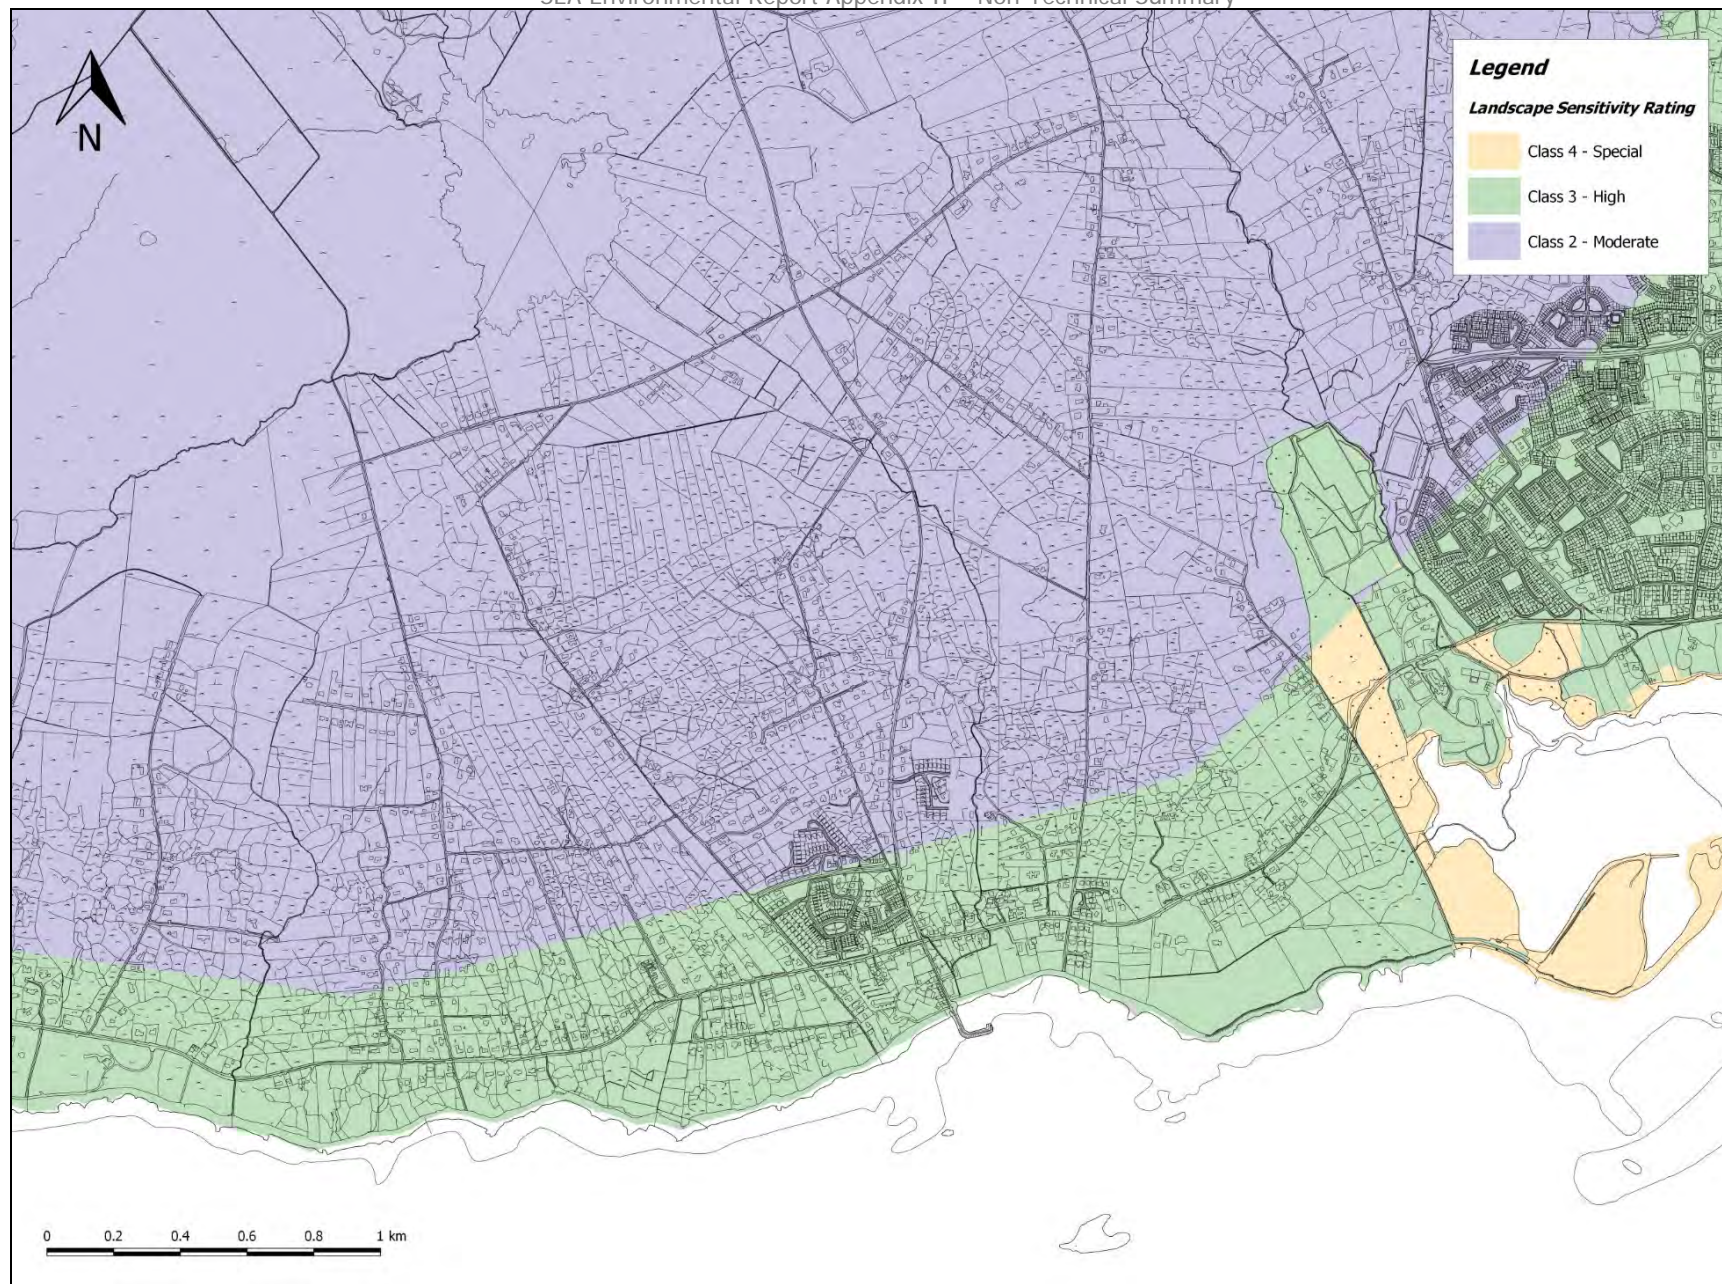 SEA Environmental Report Appendix II – Non-Technical Summary
N
Legend
Landscape Sensitivity Rating
Class 4 - Special
Class 3 - High
Class 2 - Moderate
0 0.2 0.4 0.6 0.8 1 km